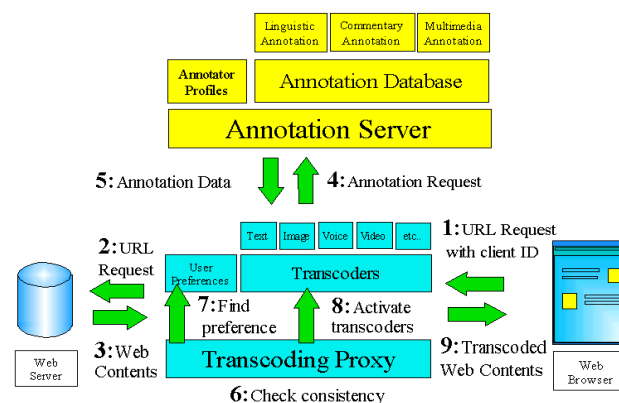 Linguistic
Annotation
Commentary
Annotation
Multimedia
Annotation
Annotator
Profiles
Annotation Database
Annotation Server
5: Annotation Data
4: Annotation Request
Text
Image
Voice
Video
etc..
1: URL Request
with client ID
2: URL
Request
User
Preferences
Transcoders
7: Find
preference
8: Activate
transcoders
3: Web
Contents
9: Transcoded
Web Contents
Web
Server
Transcoding Proxy
Web
Browser
6: Check consistency